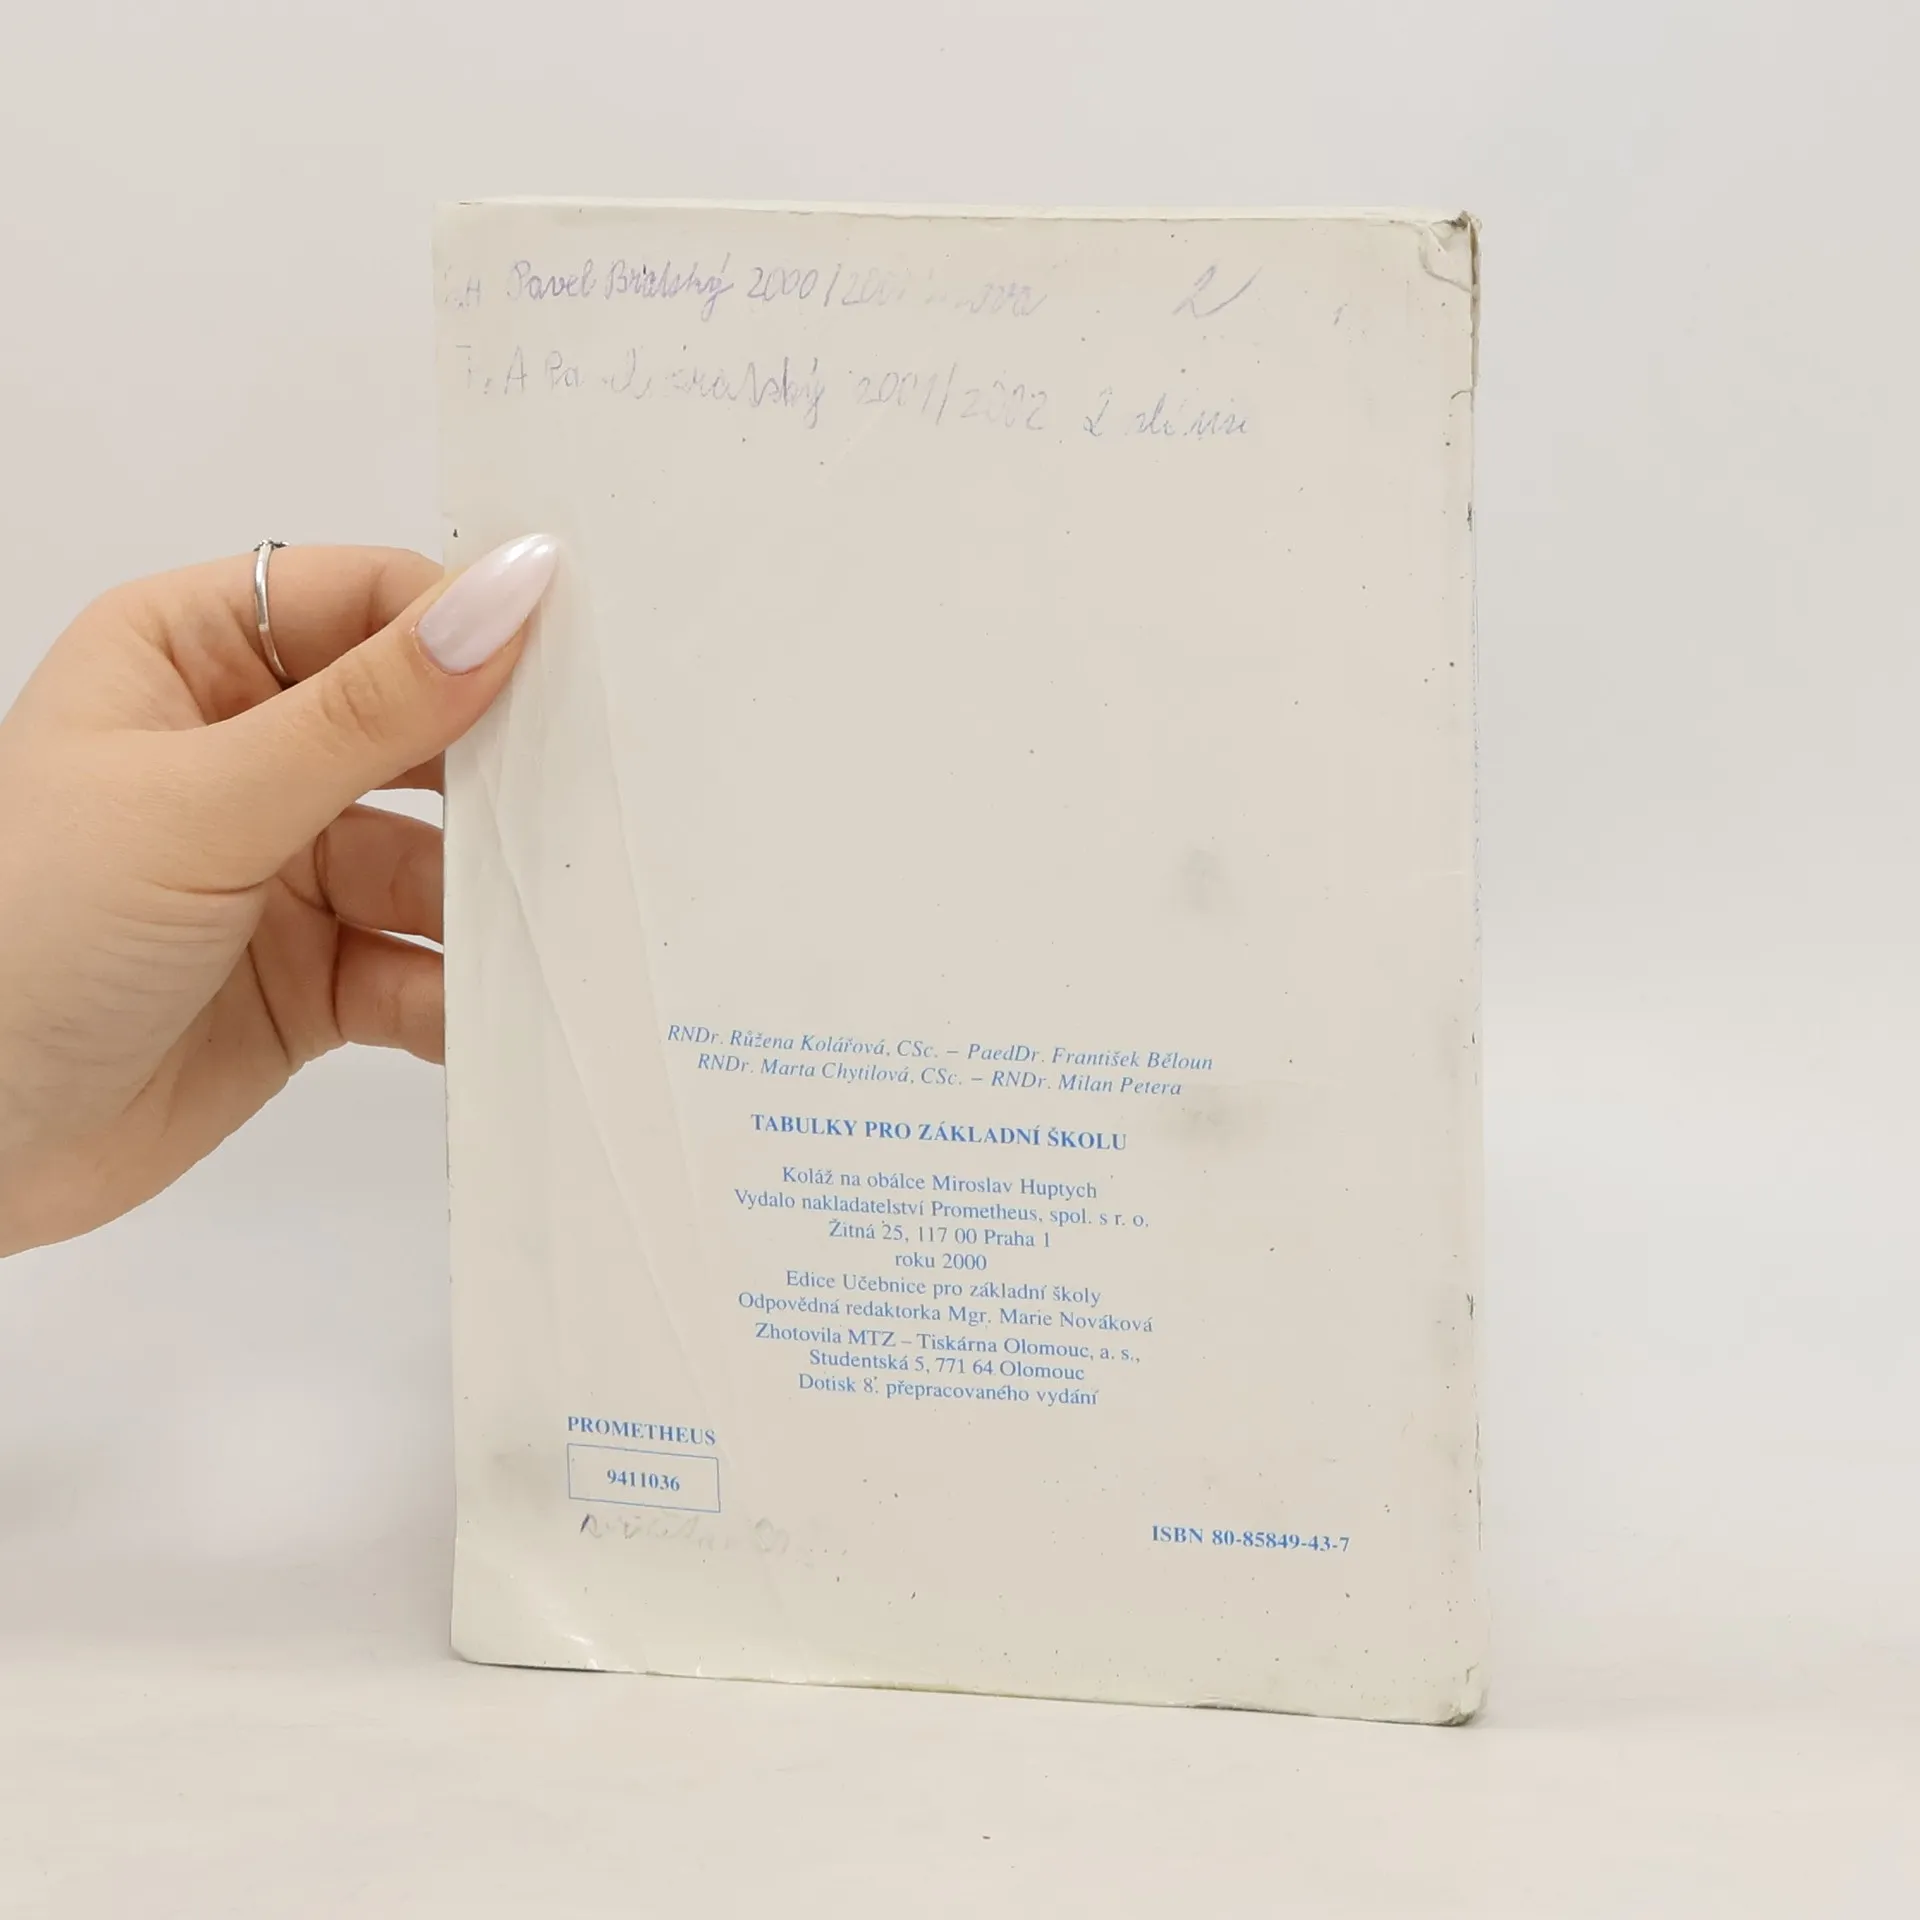 Pavel Bralský 2000/200
A Pavel Bralský 2001/2002 2
RNDr. Růžena Kolářová, CSc. – PaedDr. František Běloun
RNDr. Marta Chytilová, CSc. – RNDr. Milan Petera
TABULKY PRO ZÁKLADNÍ ŠKOLU
Koláž na obálce Miroslav Huptych
Vydalo nakladatelství Prometheus, spol. s r. o.
Žitná 25, 117 00 Praha 1
roku 2000
Edice Učebnice pro základní školy
Odpovědná redaktorka Mgr. Marie Nováková
Zhotovila MTZ – Tiskárna Olomouc, a. s.,
Studentská 5, 771 64 Olomouc
Dotisk 8. přepracovaného vydání
PROMETHEUS
9411036
ISBN 80-85849-43-7